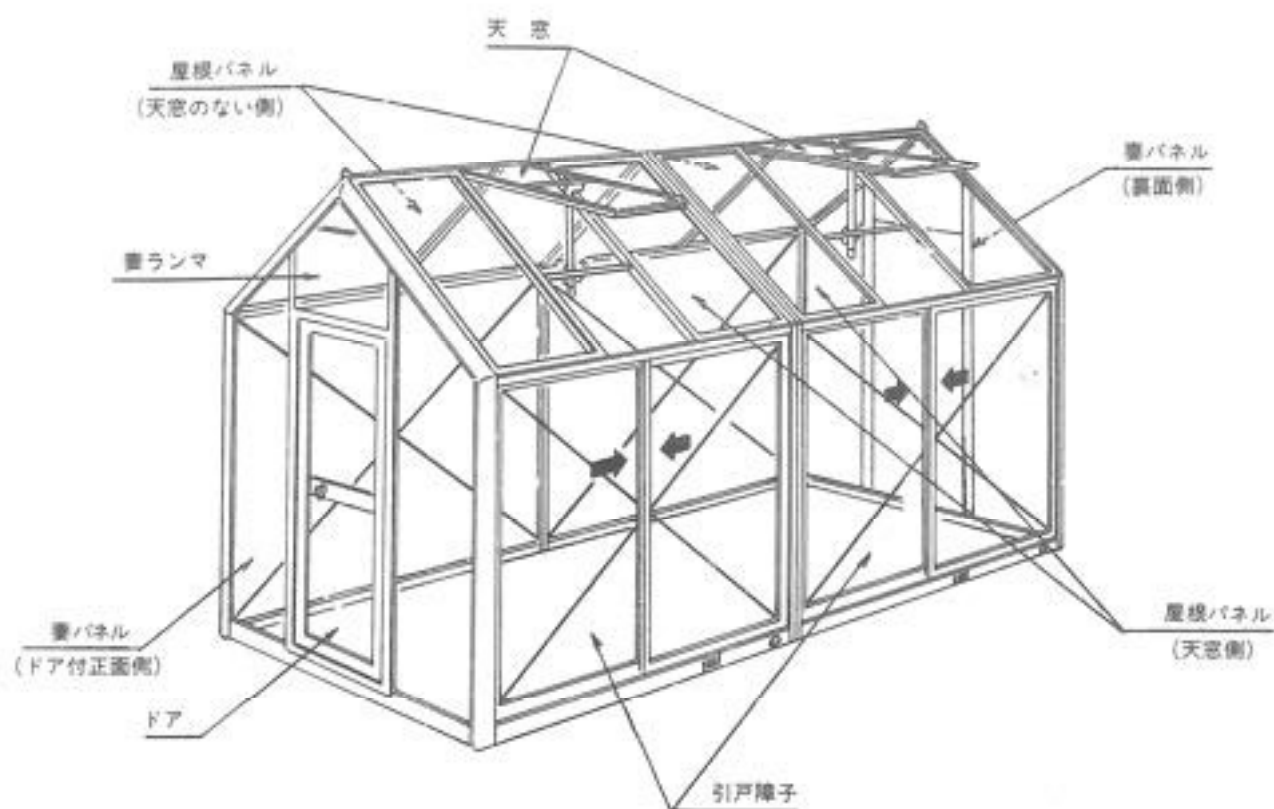 天窓
屋根パネル
(天窓のない側)
妻パネル
(裏面側)
妻ランマ
妻パネル
(ドア付正面側)
ドア
屋根パネル
(天窓側)
引戸障子